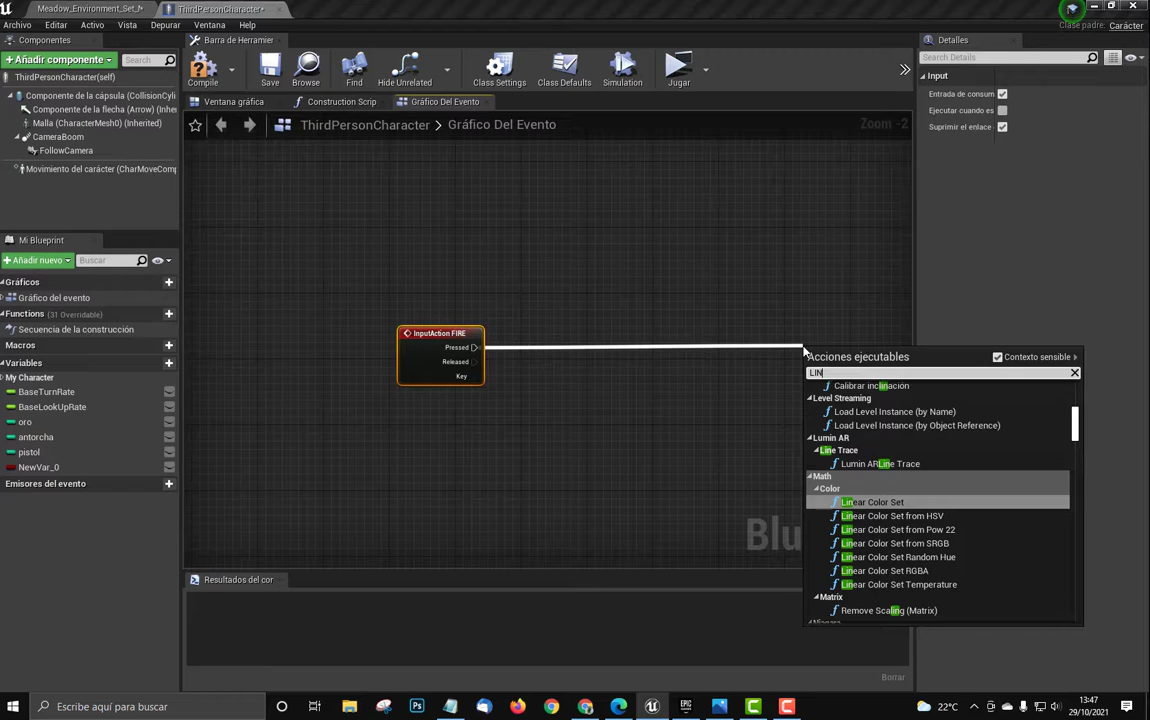 Meadow_Environment_Set_l*
ThirdPersonCharacter*
Archivo Editar Activo Vista Depurar Ventana Help
Clase padre: Carácter
Componentes
Barra de Herramier
Detalles
+ Añadir componente
Search
ThirdPersonCharacter(self)
Componente de la cápsula (CollisionCyli
Componente de la flecha (Arrow) (Inher
Malla (CharacterMesh0) (Inherited)
CameraBoom
FollowCamera
Movimiento del carácter (CharMoveComp
Compile
Save
Browse
Find
Hide Unrelated
Class Settings
Class Defaults
Simulation
Jugar
Search Details
Input
Entrada de consum
Ejecutar cuando es
Suprimir el enlace
Ventana gráfica
Construction Scrip
Gráfico Del Evento
ThirdPersonCharacter > Gráfico Del Evento
Zoom -2
Mi Blueprint
+Añadir nuevo
Buscar
Gráficos
Gráfico del evento
Functions (31 Overridable)
Secuencia de la construcción
Macros
Variables
My Character
BaseTurnRate
BaseLookUpRate
oro
antorcha
pistol
NewVar_0
Emisores del evento
InputAction FIRE
Pressed
Released
Key
Blu
Acciones ejecutables
Contexto sensible
LIN
Calibrar inclinación
Level Streaming
Load Level Instance (by Name)
Load Level Instance (by Object Reference)
Lumin AR
Line Trace
Lumin ARLine Trace
Math
Color
Linear Color Set
Linear Color Set from HSV
Linear Color Set from Pow 22
Linear Color Set from SRGB
Linear Color Set Random Hue
Linear Color Set RGBA
Linear Color Set Temperature
Matrix
Remove Scaling (Matrix)
Niagara
Resultados del cor
Borrar
Escribe aquí para buscar
22°C
13:47
29/10/2021